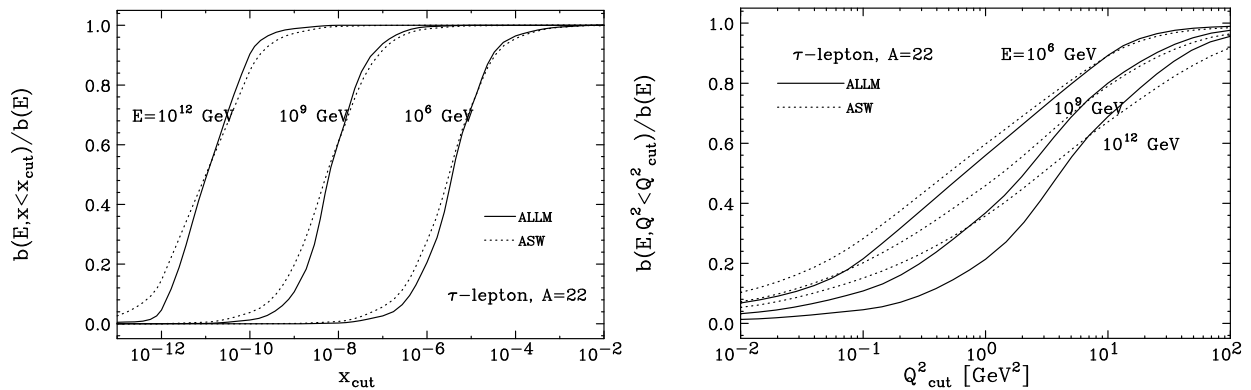 b(E,x<x_cut)/b(E)
1.0
0.8
0.6
0.4
0.2
0.0
E=10^12 GeV
10^9 GeV
10^6 GeV
ALLM
ASW
τ-lepton, A=22
10^-12
10^-10
10^-8
10^-6
10^-4
10^-2
x_cut
b(E,Q^2<Q^2_cut)/b(E)
1.0
0.8
0.6
0.4
0.2
0.0
τ-lepton, A=22
ALLM
ASW
E=10^6 GeV
10^9 GeV
10^12 GeV
10^-2
10^-1
10^0
10^1
10^2
Q^2_cut [GeV^2]